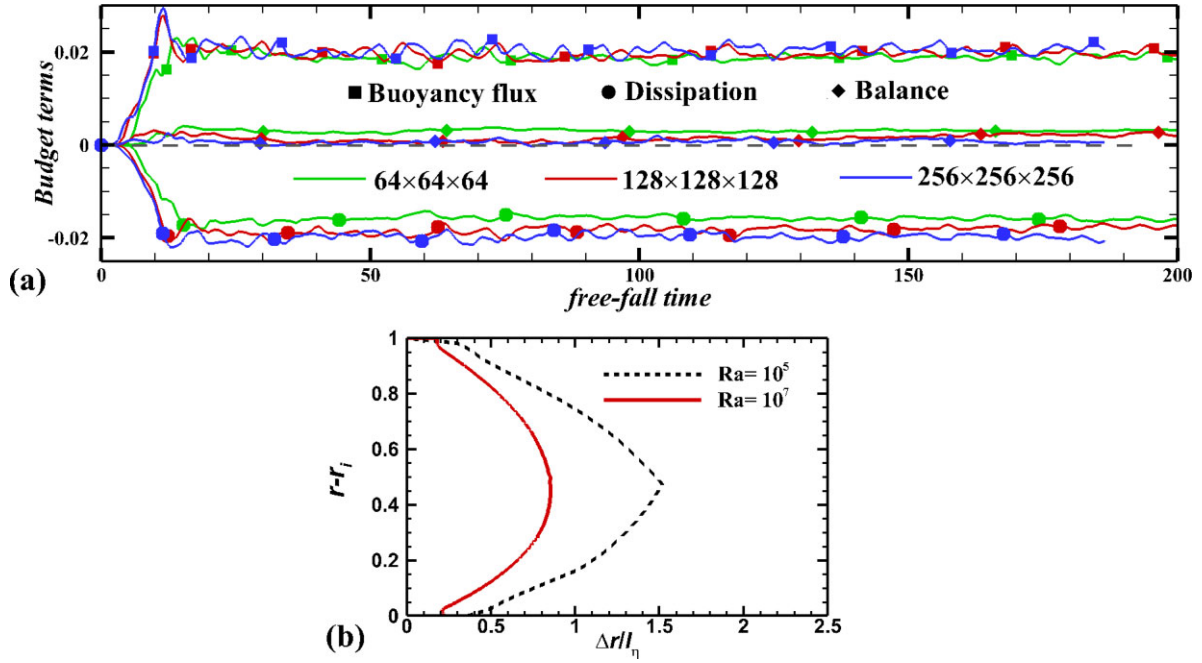 0.02
Budget terms
■ Buoyancy flux ● Dissipation ◆ Balance
0
64×64×64 128×128×128 256×256×256
-0.02
(a)
0 50 100 150 200
free-fall time
1
0.8
0.6
0.4
0.2
0
r-rᵢ
Ra= 10⁵
Ra= 10⁷
0 0.5 1 1.5 2 2.5
(b)
Δr/l_η